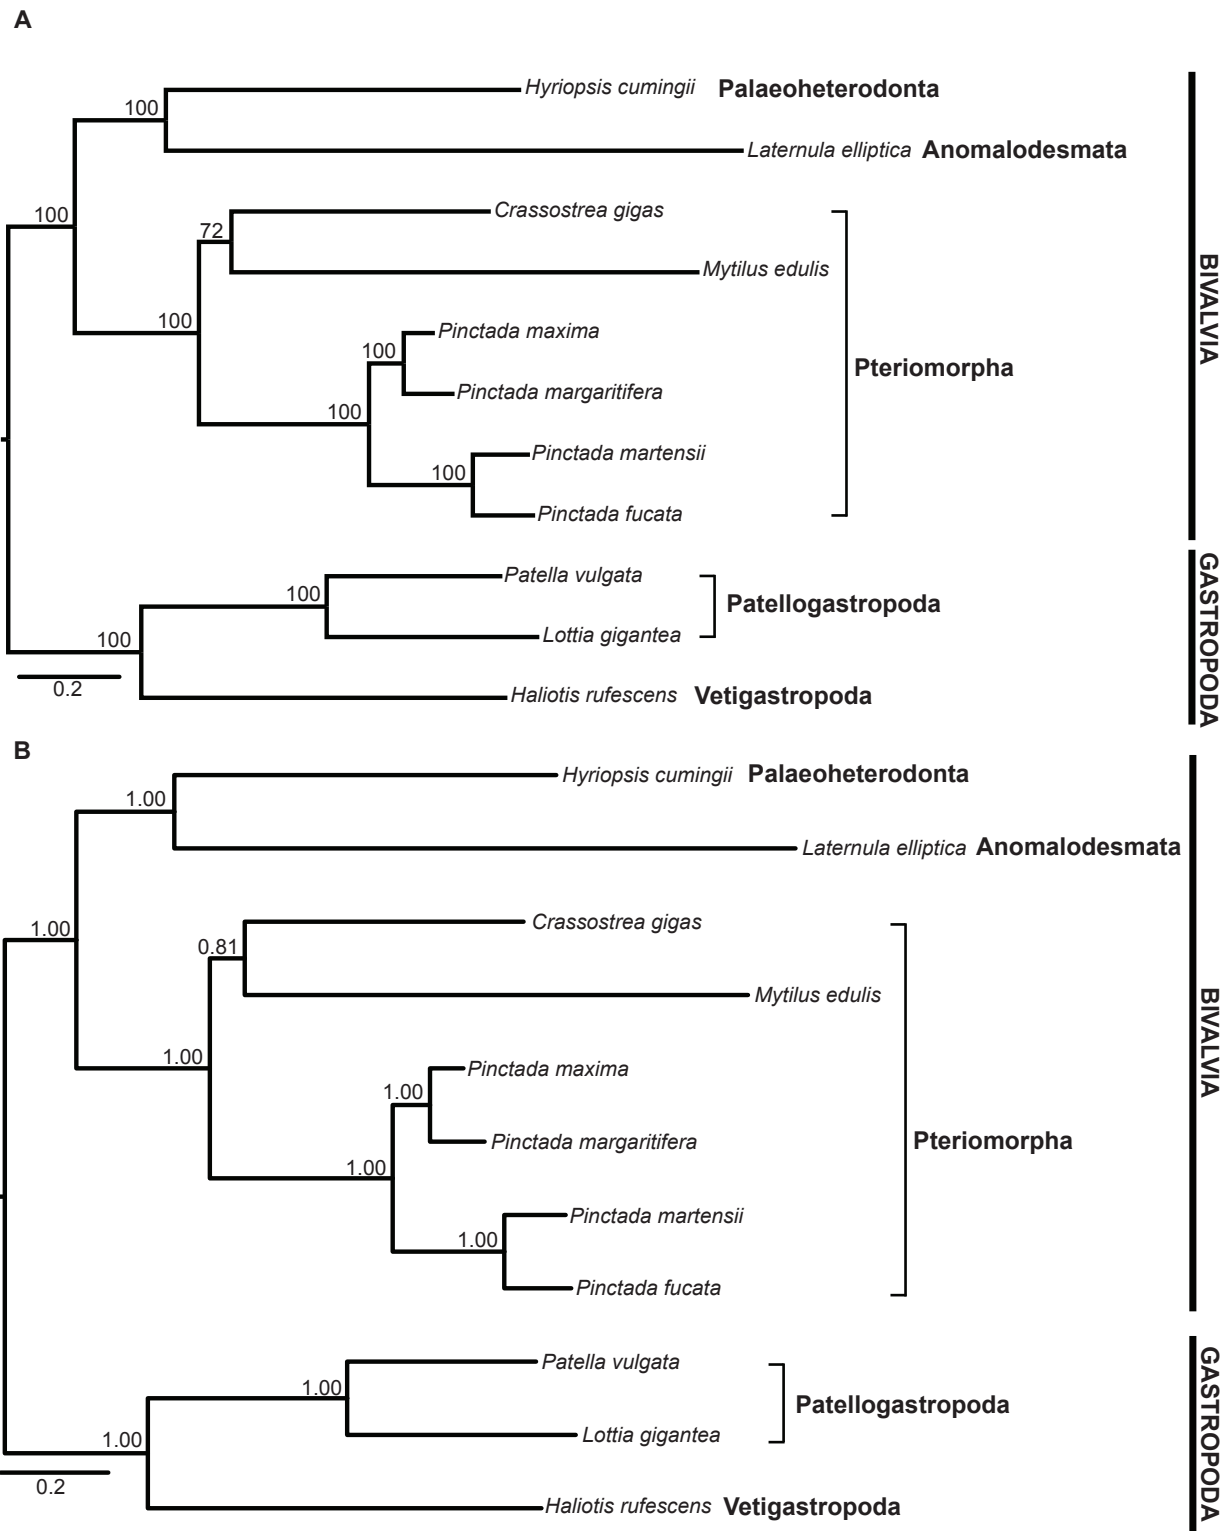 A
100
Hyriopsis cumingii Palaeoheterodonta
Laternula elliptica Anomalodesmata
100
72
Crassostrea gigas
Mytilus edulis
100
Pinctada maxima
100
Pinctada margaritifera
100
Pinctada martensii
100
Pinctada fucata
Pteriomorpha
BIVALVIA
Patella vulgata
100
Lottia gigantea
Patellogastropoda
100
Haliotis rufescens Vetigastropoda
GASTROPODA
0.2
B
1.00
Hyriopsis cumingii Palaeoheterodonta
Laternula elliptica Anomalodesmata
1.00
0.81
Crassostrea gigas
Mytilus edulis
1.00
Pinctada maxima
1.00
Pinctada margaritifera
1.00
Pinctada martensii
1.00
Pinctada fucata
Pteriomorpha
BIVALVIA
Patella vulgata
1.00
Lottia gigantea
Patellogastropoda
1.00
Haliotis rufescens Vetigastropoda
GASTROPODA
0.2